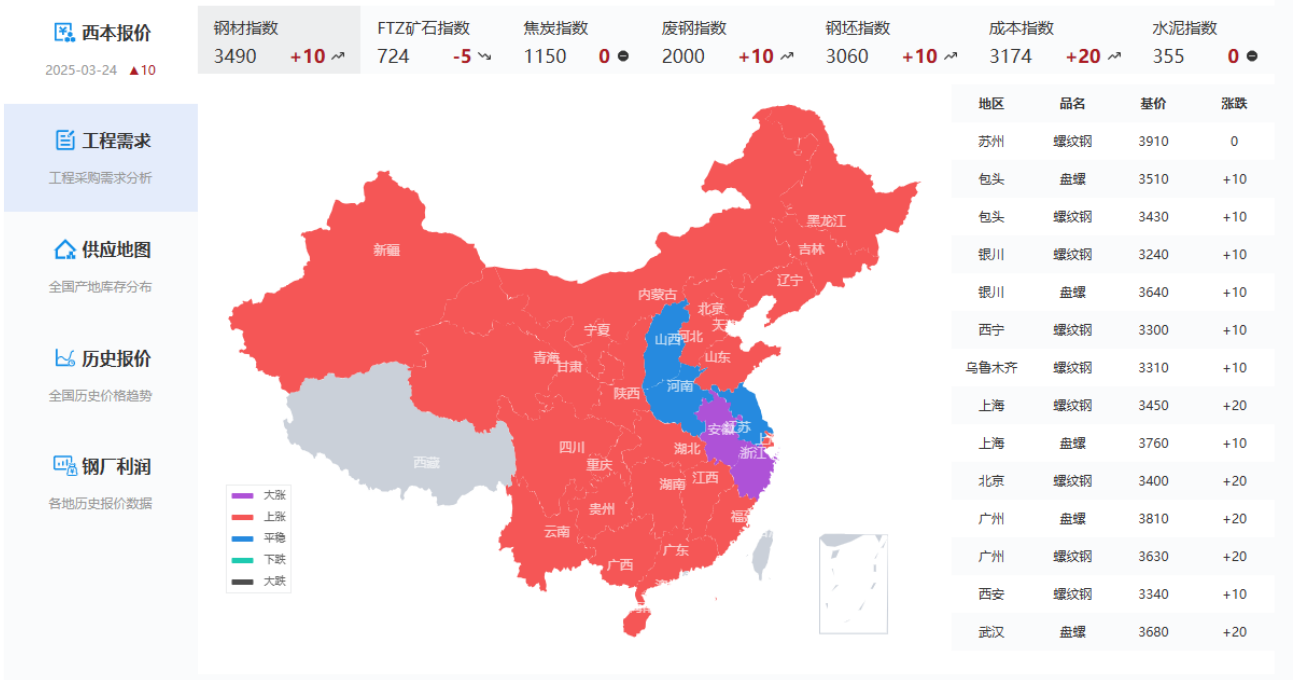 西本报价
2025-03-24 ▲10
工程需求
工程采购需求分析
供应地图
全国产地库存分布
历史报价
全国历史价格趋势
钢厂利润
各地历史报价数据
钢材指数
3490 +10
FTZ矿石指数
724 -5
焦炭指数
1150 0
废钢指数
2000 +10
钢坯指数
3060 +10
成本指数
3174 +20
水泥指数
355 0
黑龙江
吉林
新疆
辽宁
内蒙古
北京
宁夏
山西
河北
青海
甘肃
山东
河南
陕西
安徽
江苏
四川
湖北
浙江
重庆
西藏
湖南
江西
贵州
云南
广东
广西
大涨
上涨
平稳
下跌
大跌
地区 品名 基价 涨跌
苏州 螺纹钢 3910 0
包头 盘螺 3510 +10
包头 螺纹钢 3430 +10
银川 螺纹钢 3240 +10
银川 盘螺 3640 +10
西宁 螺纹钢 3300 +10
乌鲁木齐 螺纹钢 3310 +10
上海 螺纹钢 3450 +20
上海 盘螺 3760 +10
北京 螺纹钢 3400 +20
广州 盘螺 3810 +20
广州 螺纹钢 3630 +20
西安 螺纹钢 3340 +10
武汉 盘螺 3680 +20